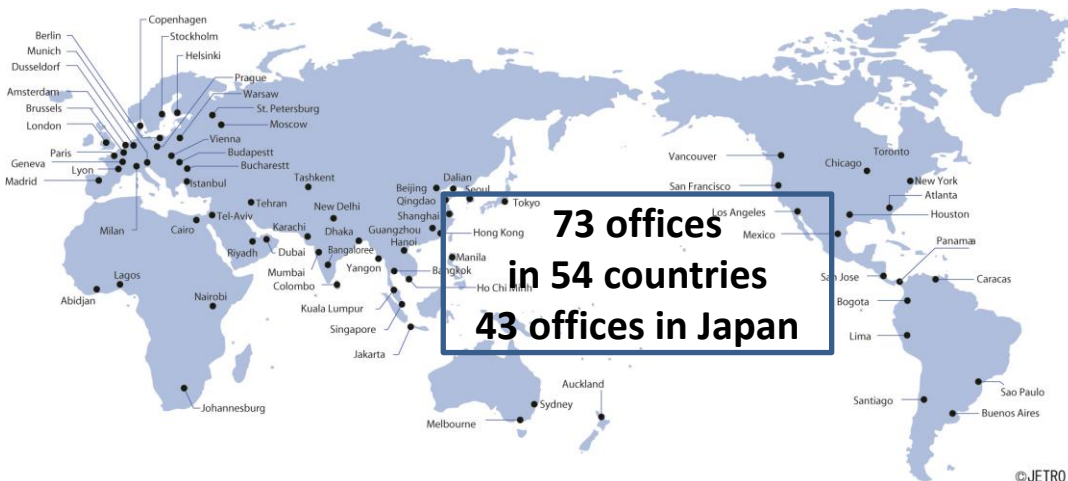 Copenhagen
Stockholm
Helsinki
Berlin
Munich
Dusseldorf
Prague
Warsaw
Amsterdam
Brussels
London
St. Petersburg
Moscow
Paris
Vienna
Geneva
Lyon
Budapestt
Bucharestt
Madrid
Istanbul
Milan
Tashkent
Tehran
Tel-Aviv
Cairo
Riyadh
Dubai
Karachi
New Delhi
Dhaka
Bangaloree
Mumbai
Colombo
Yangon
Beijing
Dalian
Qingdao
Seoul
Tokyo
Shanghai
Guangzhou
Hong Kong
Hanoi
Manila
Bangkok
Ho Chi Minh
Kuala Lumpur
Singapore
Jakarta
Lagos
Abidjan
Nairobi
Johannesburg
Auckland
Sydney
Melbourne
73 offices
in 54 countries
43 offices in Japan
Vancouver
Chicago
Toronto
San Francisco
New York
Atlanta
Los Angeles
Houston
Mexico
Panama
San Jose
Caracas
Bogota
Lima
Sao Paulo
Santiago
Buenos Aires
©JETRO